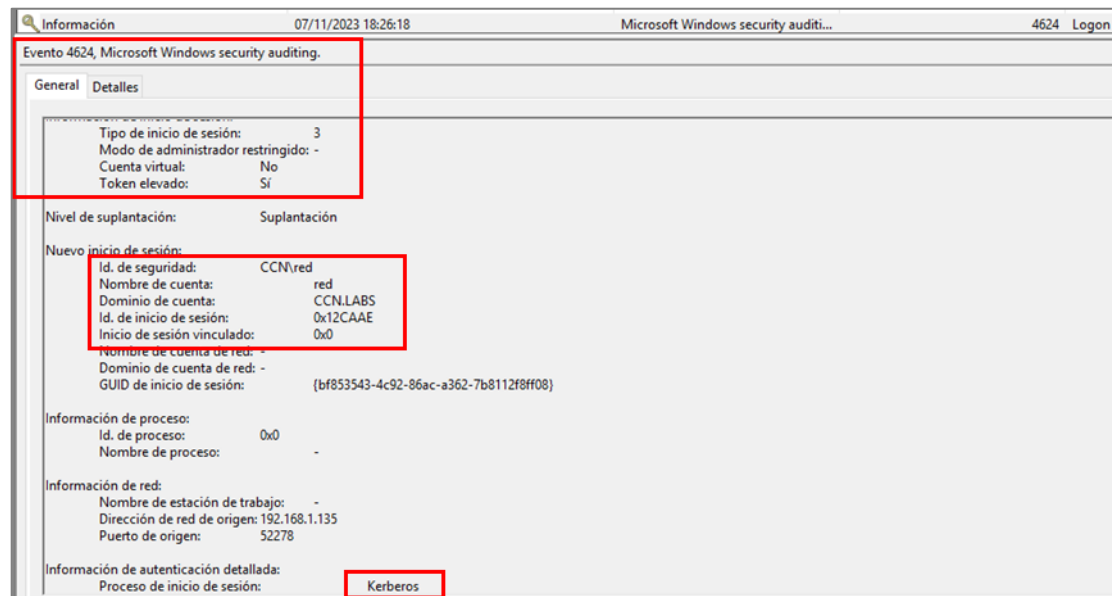 Información 07/11/2023 18:26:18 Microsoft Windows security auditi... 4624 Logon
Evento 4624, Microsoft Windows security auditing.
General Detalles
Tipo de inicio de sesión: 3
Modo de administrador restringido: -
Cuenta virtual: No
Token elevado: Sí
Nivel de suplantación: Suplantación
Nuevo inicio de sesión:
Id. de seguridad: CCN\red
Nombre de cuenta: red
Dominio de cuenta: CCN.LABS
Id. de inicio de sesión: 0x12CAAE
Inicio de sesión vinculado: 0x0
Nombre de cuenta de red: -
Dominio de cuenta de red: -
GUID de inicio de sesión: {bf853543-4c92-86ac-a362-7b8112f8ff08}
Información de proceso:
Id. de proceso: 0x0
Nombre de proceso: -
Información de red:
Nombre de estación de trabajo: -
Dirección de red de origen: 192.168.1.135
Puerto de origen: 52278
Información de autenticación detallada:
Proceso de inicio de sesión: Kerberos